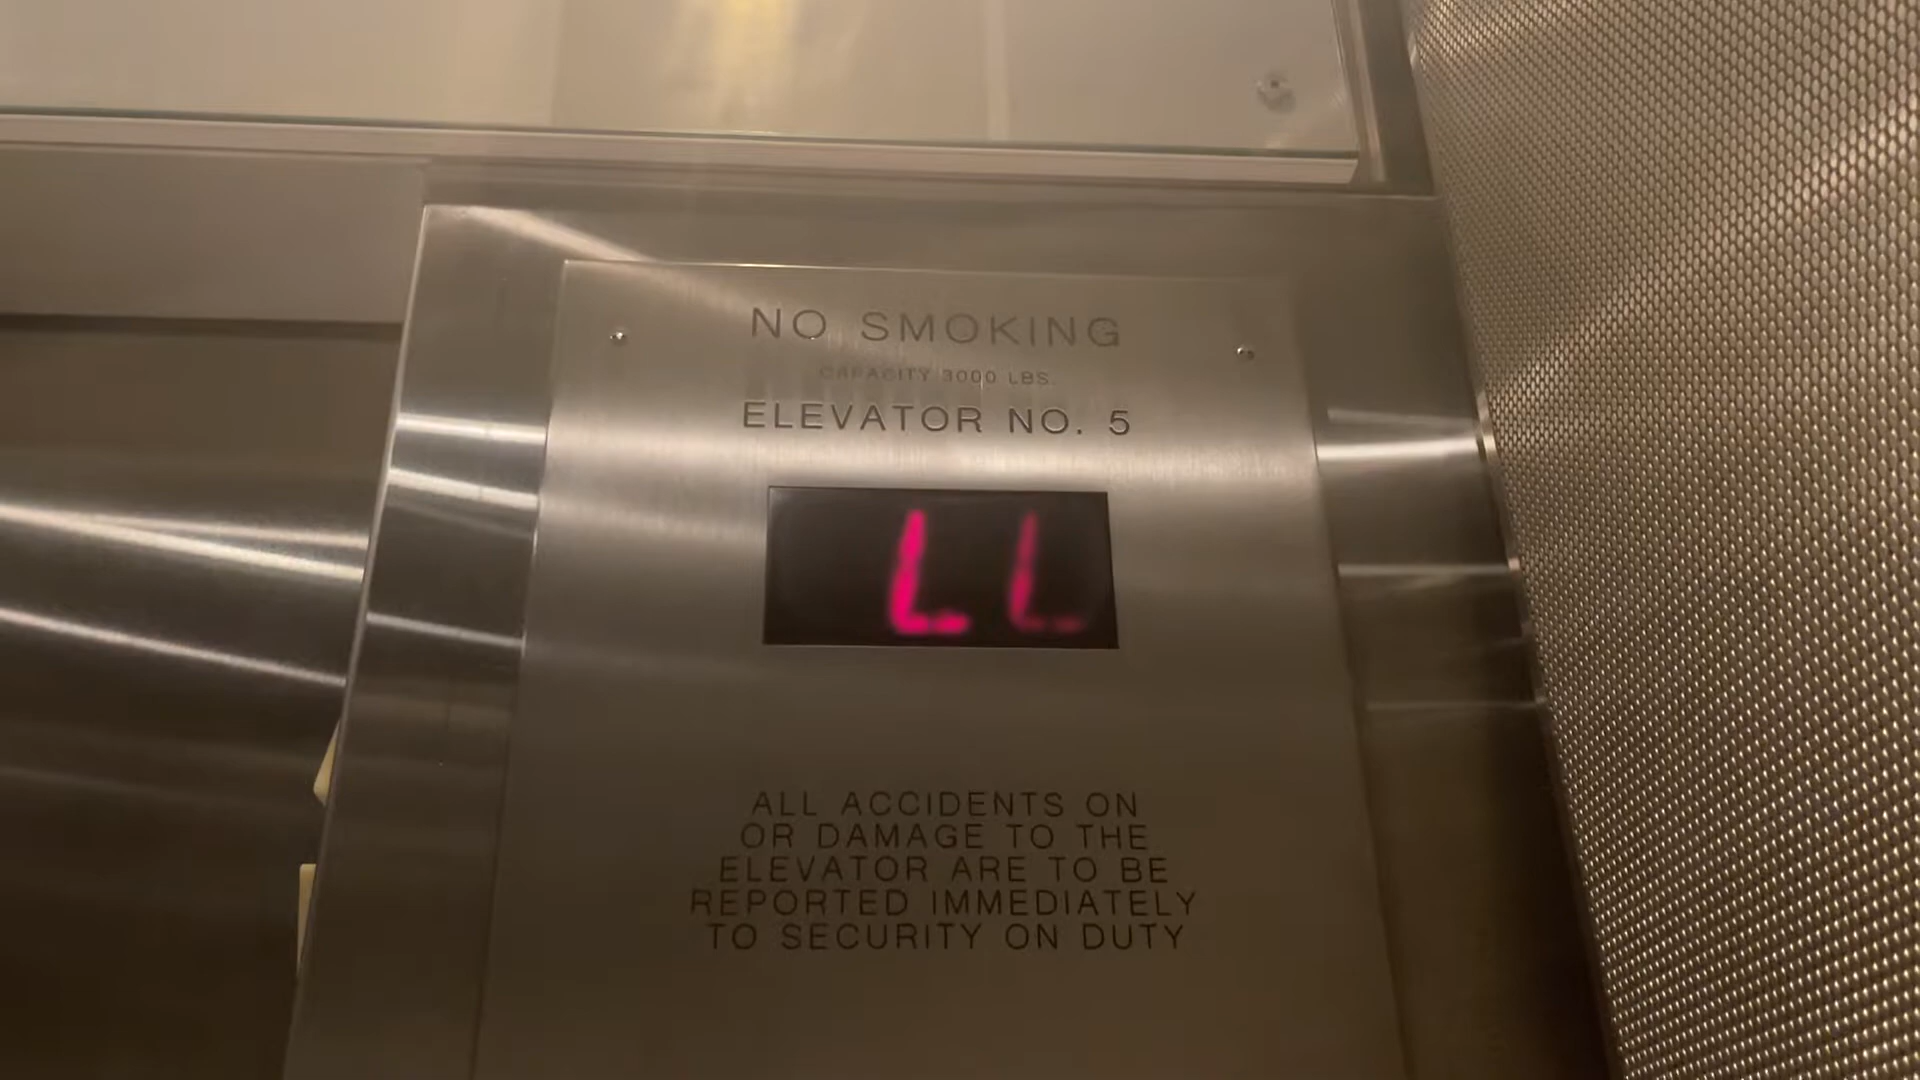 NO SMOKING
CAPACITY 3000 LBS.
ELEVATOR NO. 5
LL
ALL ACCIDENTS ON
OR DAMAGE TO THE
ELEVATOR ARE TO BE
REPORTED IMMEDIATELY
TO SECURITY ON DUTY